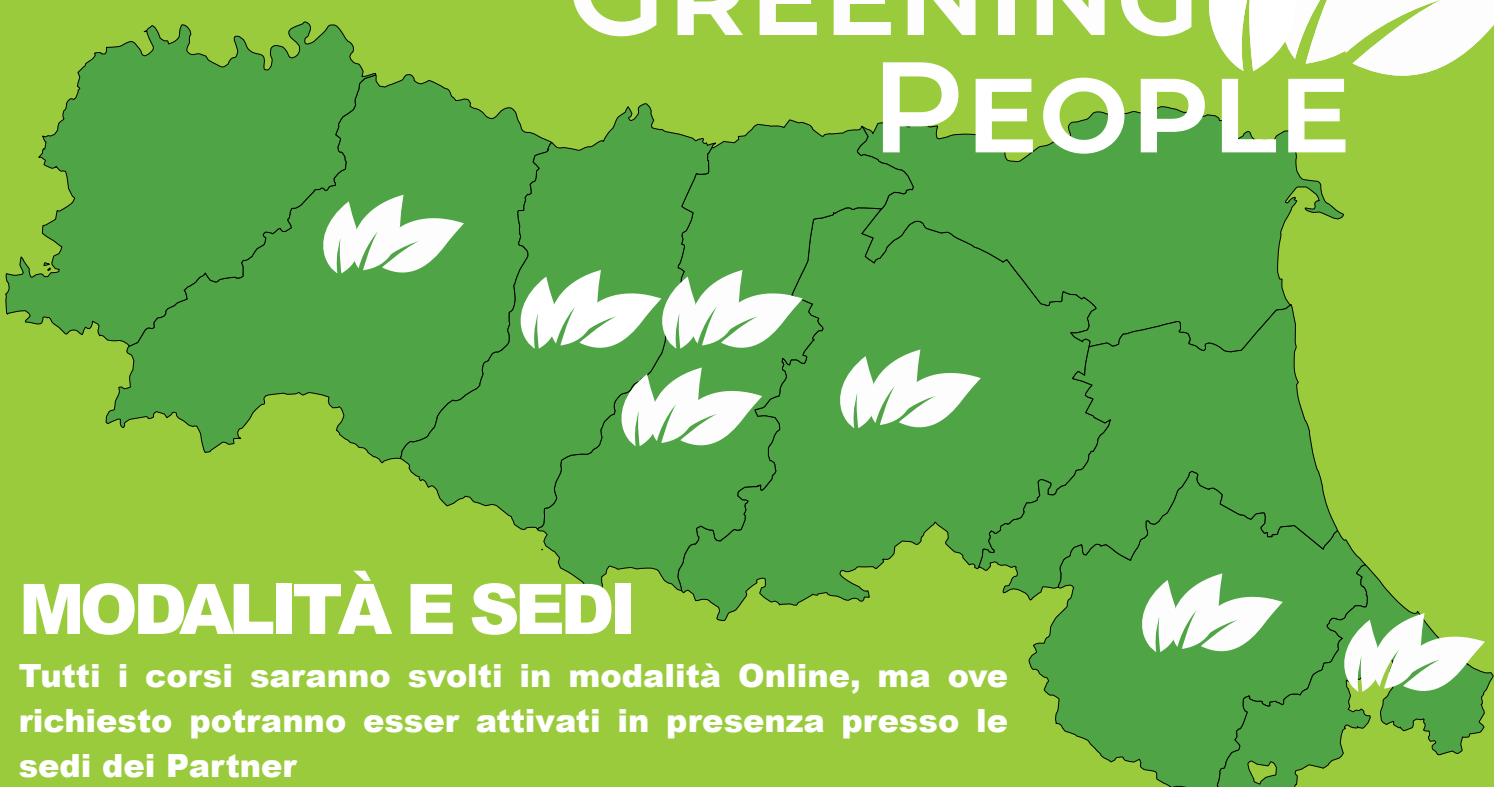 GREENING
PEOPLE
MODALITÀ E SEDI
Tutti i corsi saranno svolti in modalità Online, ma ove
richiesto potranno esser attivati in presenza presso le
sedi dei Partner